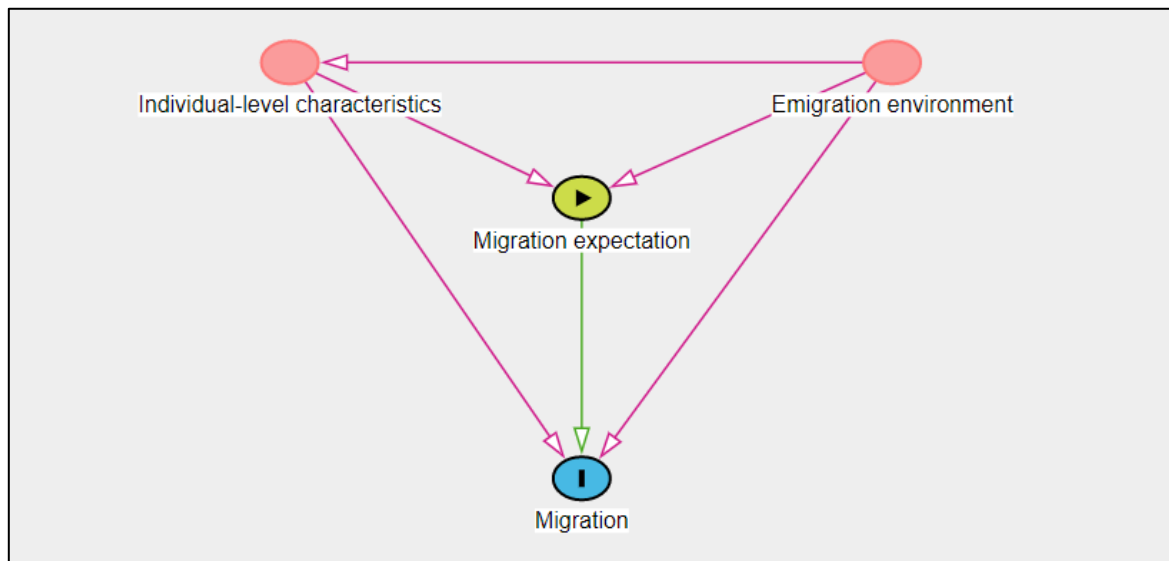 Individual-level characteristics
Emigration environment
Migration expectation
Migration